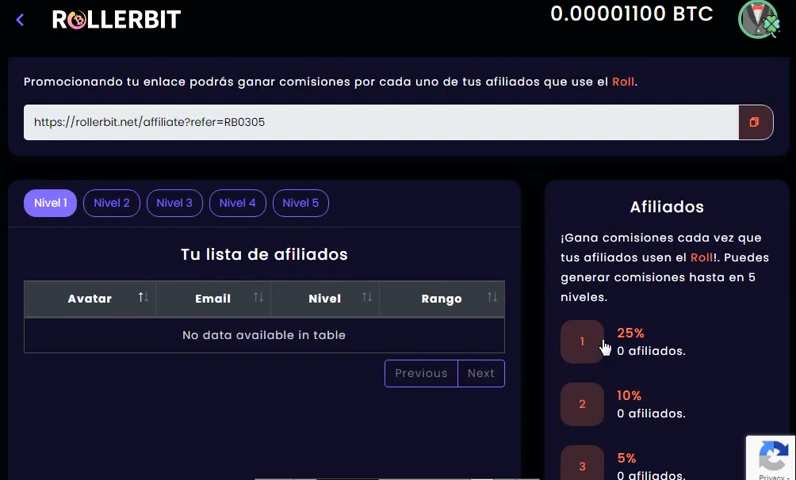 ROLLERBIT
0.00001100 BTC
Promocionando tu enlace podrás ganar comisiones por cada uno de tus afiliados que use el Roll.
https://rollerbit.net/affiliate?refer=RB0305
Nivel 1 Nivel 2 Nivel 3 Nivel 4 Nivel 5
Tu lista de afiliados
Avatar Email Nivel Rango
No data available in table
Previous Next
Afiliados
¡Gana comisiones cada vez que
tus afiliados usen el Roll!. Puedes
generar comisiones hasta en 5
niveles.
1
25%
0 afiliados.
2
10%
0 afiliados.
3
5%
0 afiliados.
Privacy -